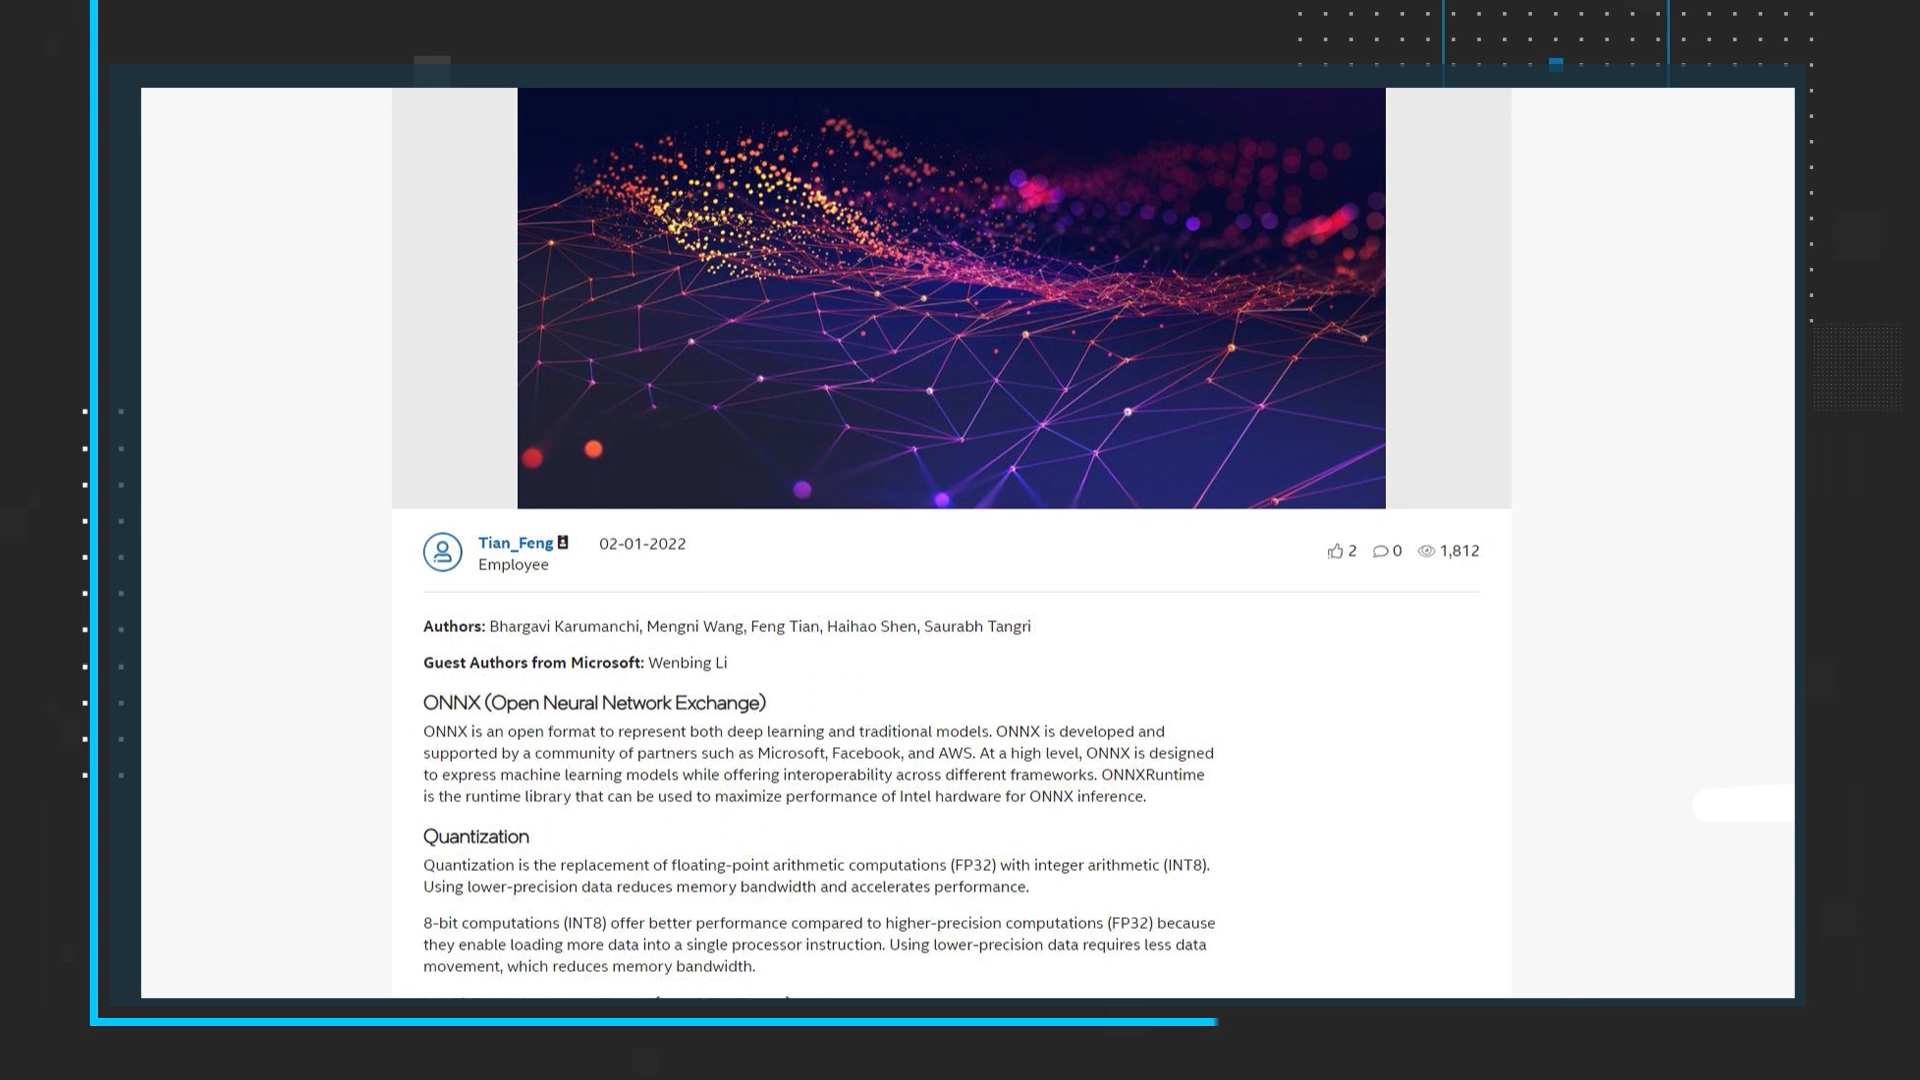 Tian_Feng 02-01-2022
Employee
2 0 1,812
Authors: Bhargavi Karumanchi, Mengni Wang, Feng Tian, Haihao Shen, Saurabh Tangri
Guest Authors from Microsoft: Wenbing Li
ONNX (Open Neural Network Exchange)
ONNX is an open format to represent both deep learning and traditional models. ONNX is developed and
supported by a community of partners such as Microsoft, Facebook, and AWS. At a high level, ONNX is designed
to express machine learning models while offering interoperability across different frameworks. ONNXRuntime
is the runtime library that can be used to maximize performance of Intel hardware for ONNX inference.
Quantization
Quantization is the replacement of floating-point arithmetic computations (FP32) with integer arithmetic (INT8).
Using lower-precision data reduces memory bandwidth and accelerates performance.
8-bit computations (INT8) offer better performance compared to higher-precision computations (FP32) because
they enable loading more data into a single processor instruction. Using lower-precision data requires less data
movement, which reduces memory bandwidth.